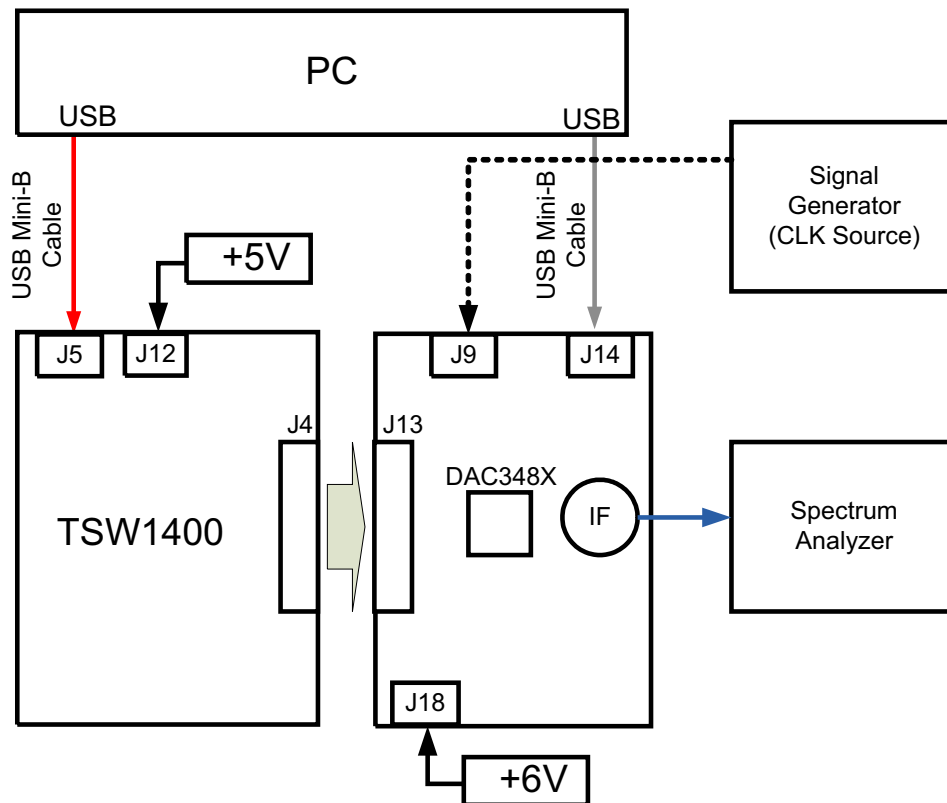 PC
USB
USB
USB Mini-B
Cable
USB Mini-B
Cable
Signal
Generator
(CLK Source)
+5V
J5
J12
J9
J14
J4
J13
DAC348X
TSW1400
IF
Spectrum
Analyzer
J18
+6V